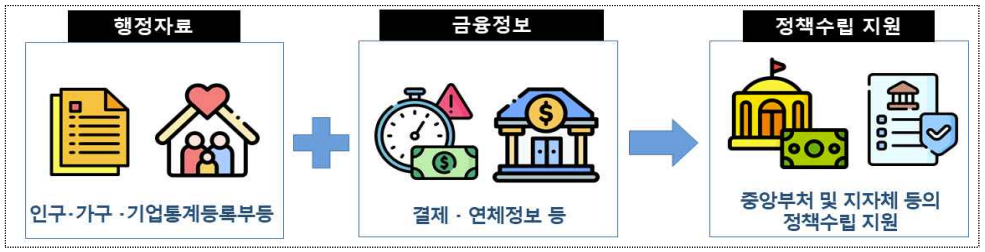 행정자료
인구·가구 ·기업통계등록부등
금융정보
결제 · 연체정보 등
정책수립 지원
중앙부처 및 지자체 등의
정책수립 지원